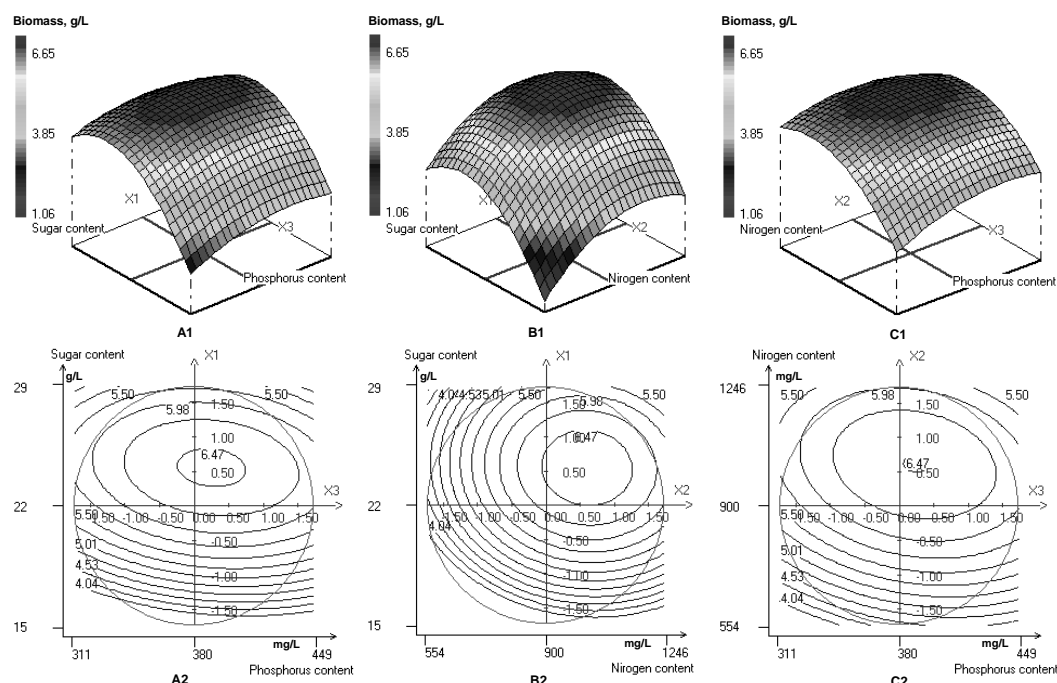 Biomass, g/L
6.65
3.85
1.06
X1
Sugar content
X3
Phosphorus content
A1
Biomass, g/L
6.65
3.85
1.06
X1
Sugar content
X2
Nirogen content
B1
Biomass, g/L
6.65
3.85
1.06
X2
Nirogen content
X3
Phosphorus content
C1
Sugar content
g/L
X1
29
5.50
5.50
1.50
5.98
1.00
6.47
0.50
X3
22
-1.50 -1.00 0.00 0.50 1.00 1.50
5.50
-0.50
5.01
4.53
-1.00
4.04
-1.50
15
mg/L
311 380 449
Phosphorus content
A2
Sugar content
g/L
X1
29
4.04 4.53 5.01 5.50
5.98
1.50
1.00
6.47
0.50
X2
22
-1.50 -1.00 0.00 0.50 1.00 1.50
4.04
-0.50
-1.00
-1.50
15
mg/L
554 900 1246
Nirogen content
B2
Nirogen content
mg/L
X2
1246
5.50
5.98
5.50
1.50
1.00
6.47
0.50
X3
900
-1.50 -1.00 0.00 0.50 1.00 1.50
5.50
-0.50
5.01
4.53
-1.00
4.04
-1.50
554
mg/L
311 380 449
Phosphorus content
C2